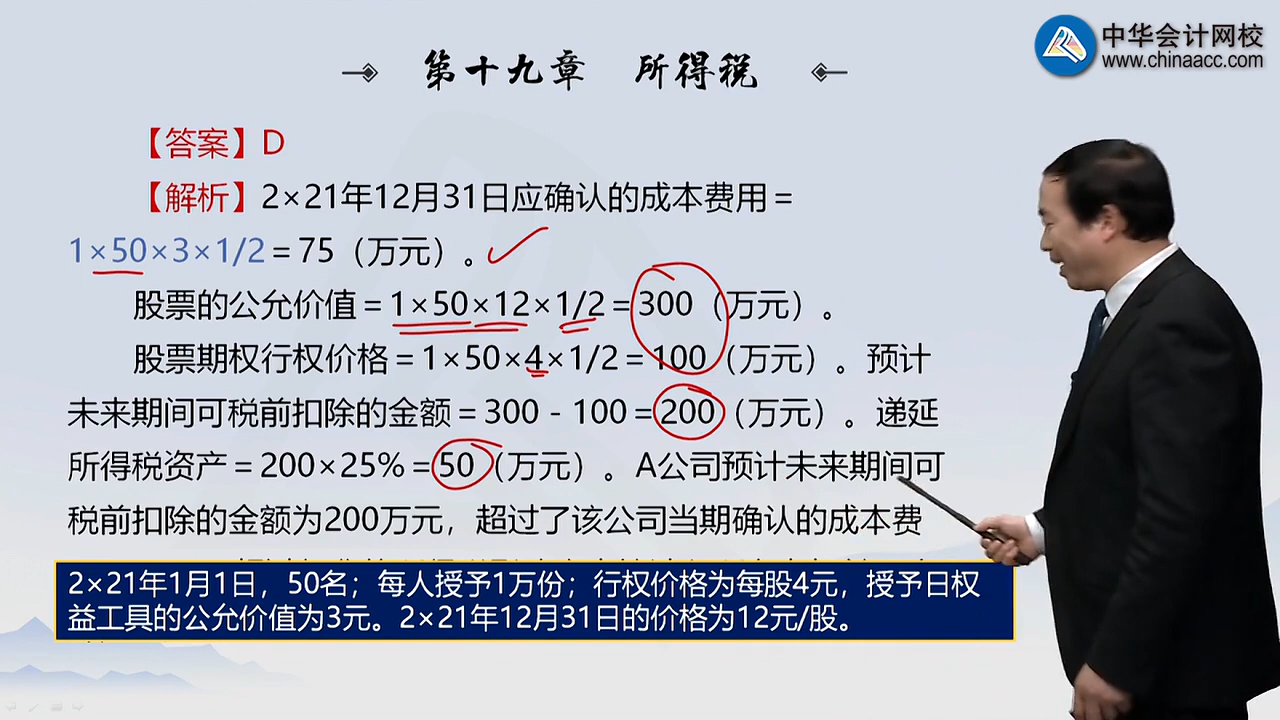 中华会计网校
www.chinaacc.com
第十九章 所得税
【答案】D
【解析】2×21年12月31日应确认的成本费用＝
1×50×3×1/2＝75（万元）。
股票的公允价值＝1×50×12×1/2＝300（万元）。
股票期权行权价格＝1×50×4×1/2＝100（万元）。预计
未来期间可税前扣除的金额＝300－100＝200（万元）。递延
所得税资产＝200×25%＝50（万元）。A公司预计未来期间可
税前扣除的金额为200万元，超过了该公司当期确认的成本费
2×21年1月1日，50名；每人授予1万份；行权价格为每股4元，授予日权
益工具的公允价值为3元。2×21年12月31日的价格为12元/股。